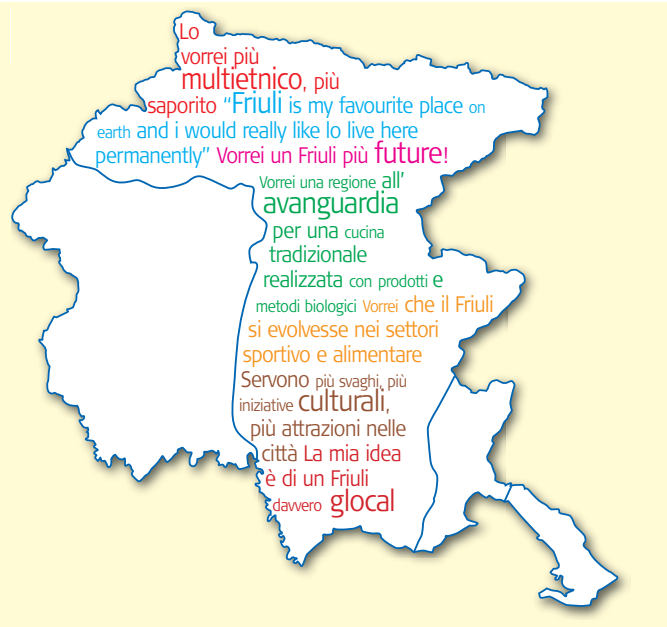 Lo
vorrei più
multietnico, più
saporito “Friuli is my favourite place on
earth and i would really like lo live here
permanently” Vorrei un Friuli più future!
Vorrei una regione all’
avanguardia
per una cucina
tradizionale
realizzata con prodotti e
metodi biologici Vorrei che il Friuli
si evolvesse nei settori
sportivo e alimentare
Servono più svaghi, più
iniziative culturali,
più attrazioni nelle
città La mia idea
è di un Friuli
davvero glocal